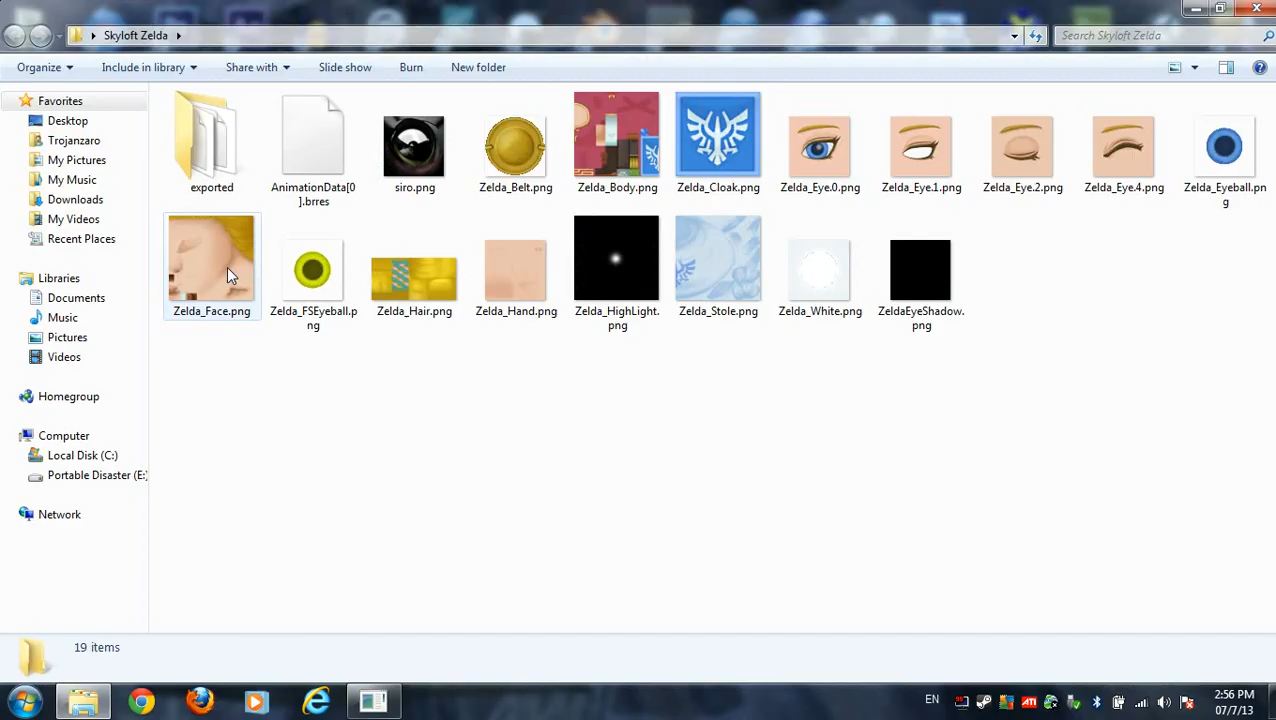 Skyloft Zelda
Search Skyloft Zelda
Organize
Include in library
Share with
Slide show
Burn
New folder
Favorites
Desktop
Trojanzaro
My Pictures
My Music
Downloads
My Videos
Recent Places
Libraries
Documents
Music
Pictures
Videos
Homegroup
Computer
Local Disk (C:)
Portable Disaster (E:)
Network
exported
AnimationData[0
].brres
siro.png
Zelda_Belt.png
Zelda_Body.png
Zelda_Cloak.png
Zelda_Eye.0.png
Zelda_Eye.1.png
Zelda_Eye.2.png
Zelda_Eye.4.png
Zelda_Eyeball.pn
g
Zelda_Face.png
Zelda_FSEyeball.p
ng
Zelda_Hair.png
Zelda_Hand.png
Zelda_HighLight.
png
Zelda_Stole.png
Zelda_White.png
ZeldaEyeShadow.
png
19 items
EN
ATI
2:56 PM
07/7/13